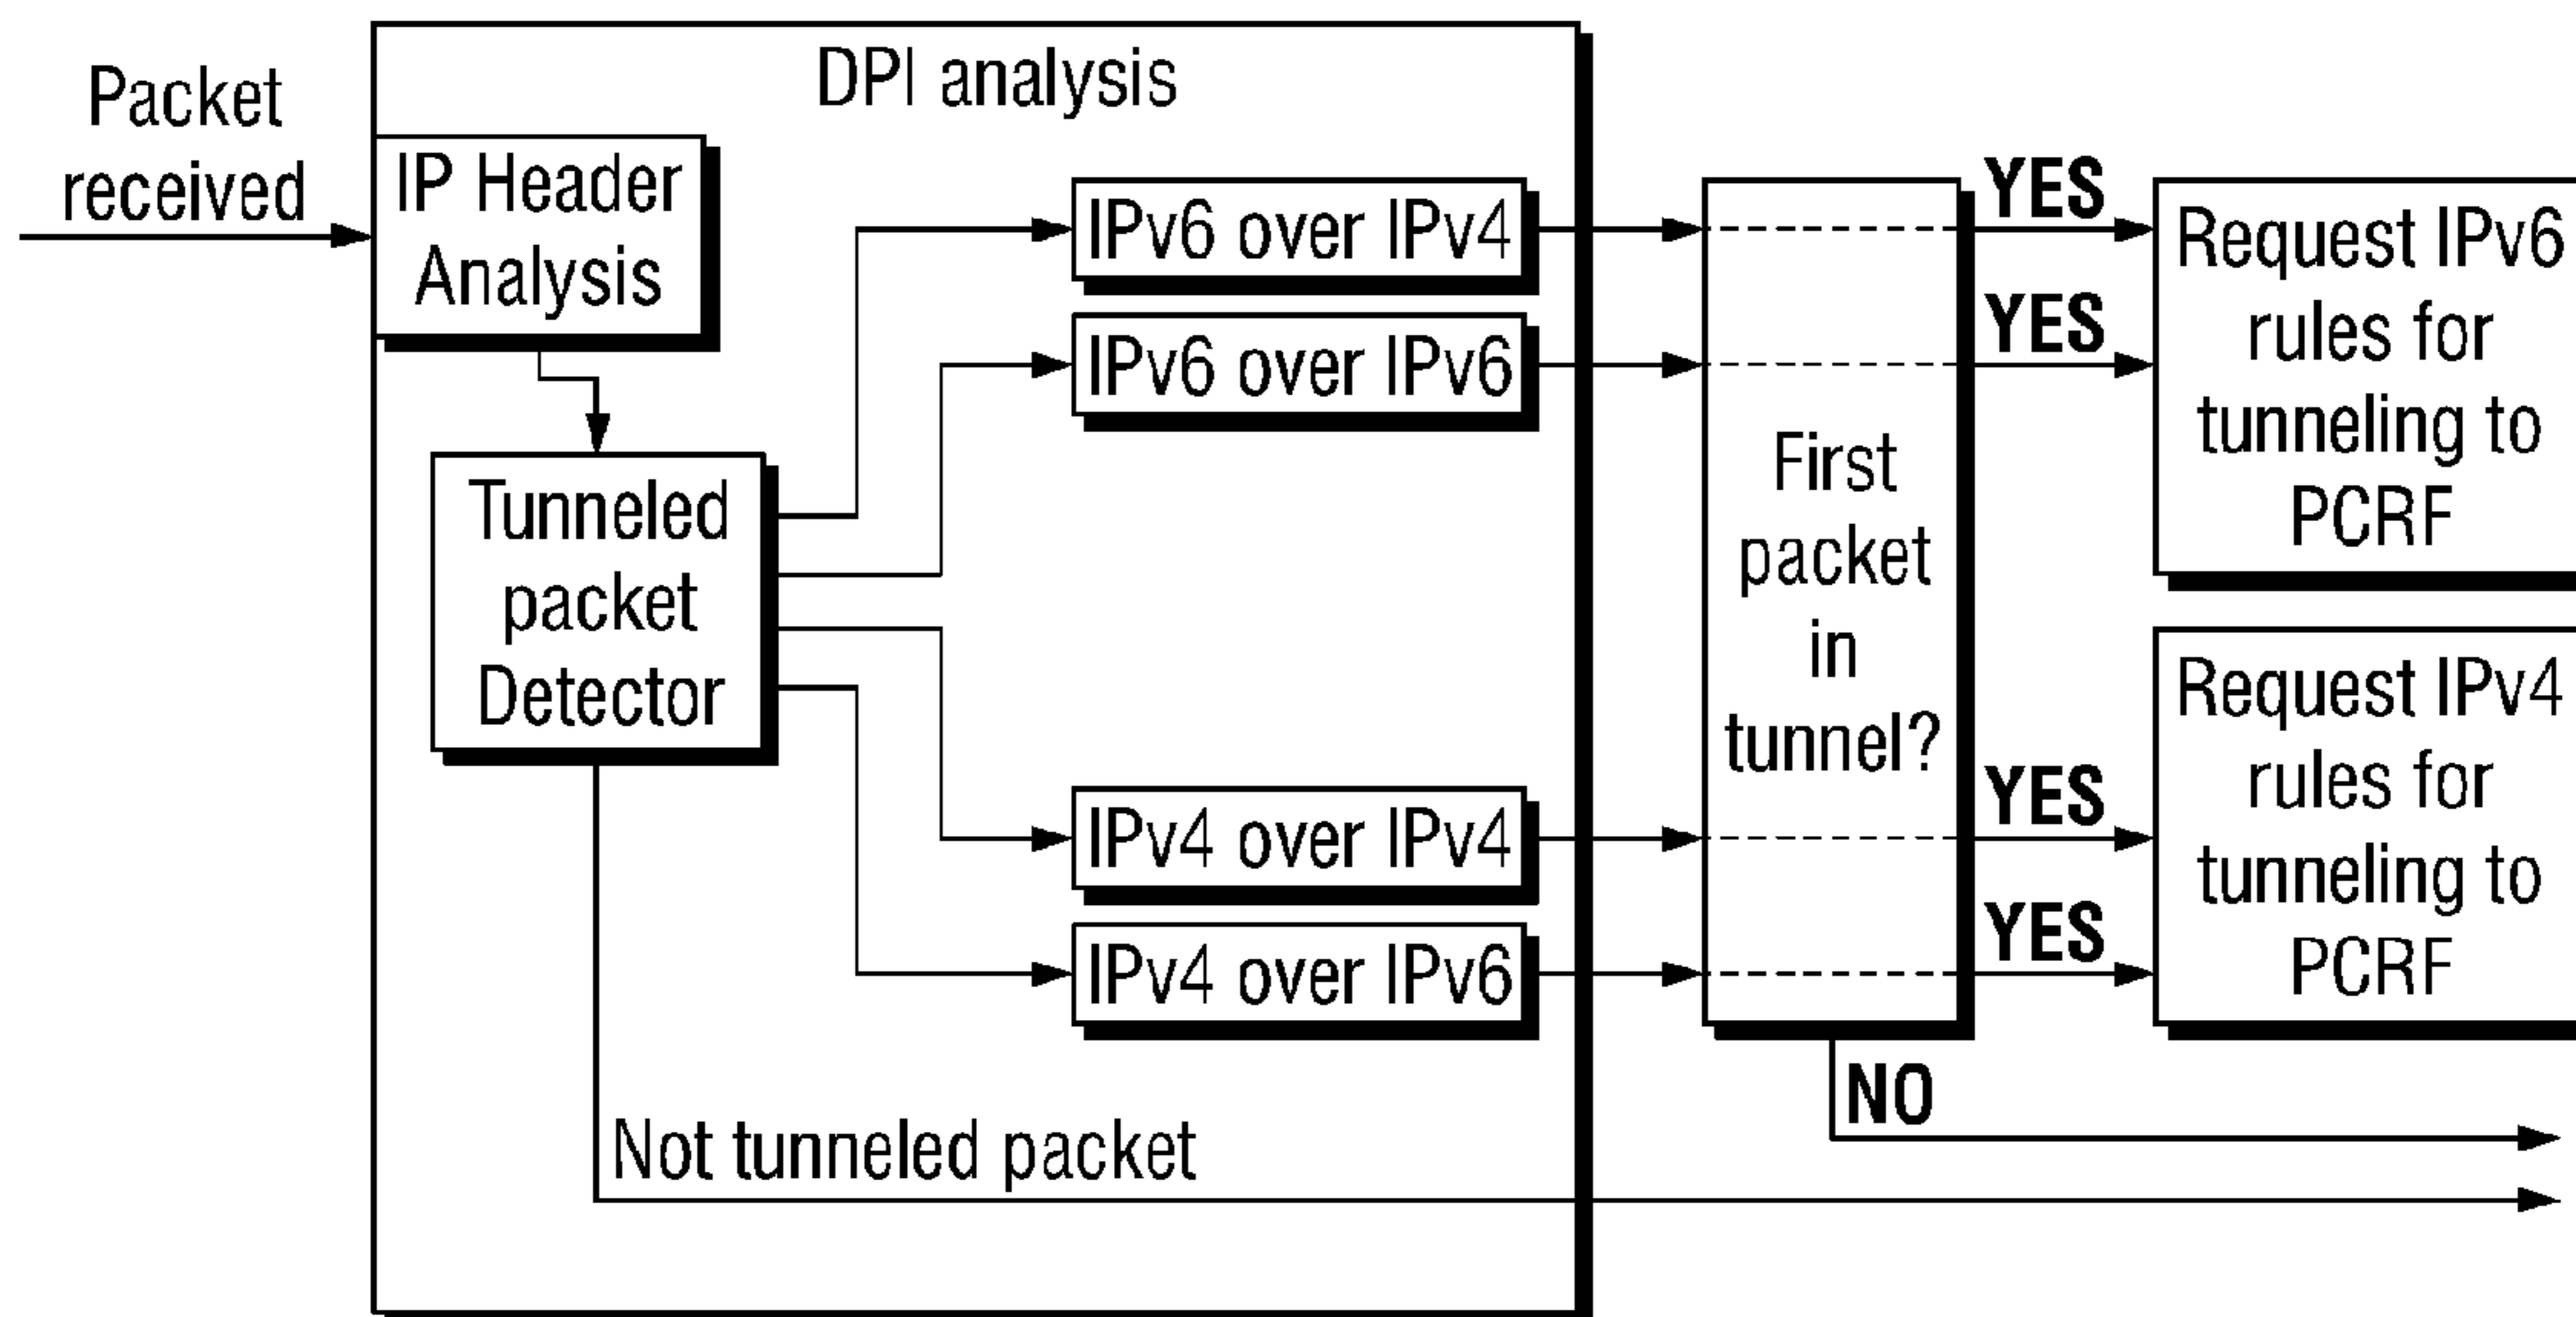 DPI analysis
Packet
received
IP Header
Analysis
Tunneled
packet
Detector
IPv6 over IPv4
IPv6 over IPv6
IPv4 over IPv4
IPv4 over IPv6
Not tunneled packet
First
packet
in
tunnel?
YES
YES
YES
YES
NO
Request IPv6
rules for
tunneling to
PCRF
Request IPv4
rules for
tunneling to
PCRF